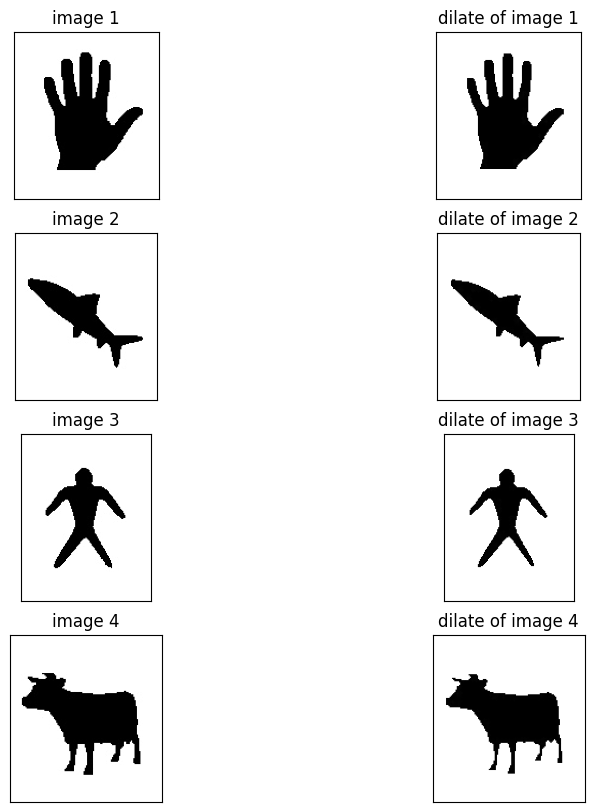 image 1
dilate of image 1
image 2
dilate of image 2
image 3
dilate of image 3
image 4
dilate of image 4